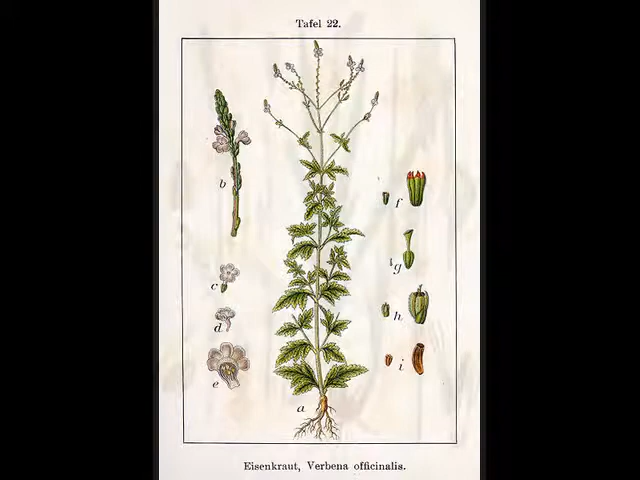 Tafel 22.
b
f
g
c
h
d
i
e
a
Eisenkraut, Verbena officinalis.